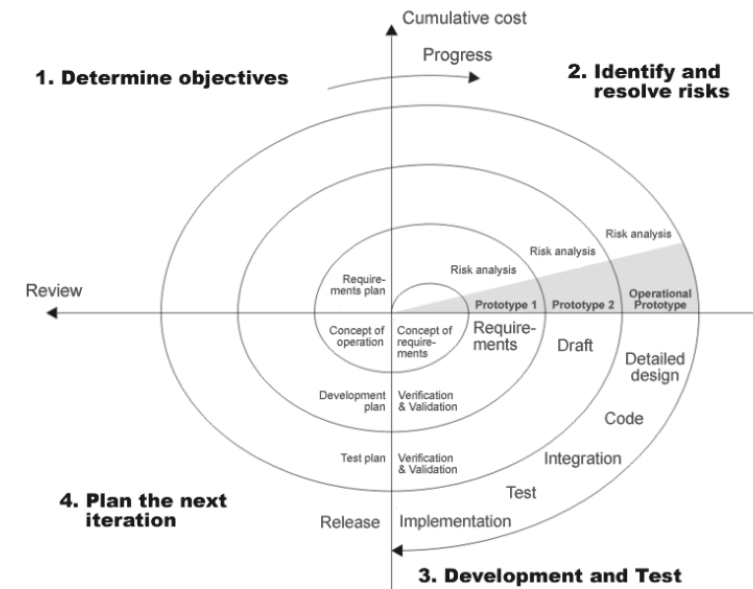 Cumulative cost
Progress
1. Determine objectives
2. Identify and
resolve risks
Risk analysis
Risk analysis
Risk analysis
Require-
ments plan
Review
Prototype 1
Prototype 2
Operational
Prototype
Concept of
operation
Concept of
require-
ments
Require-
ments
Draft
Detailed
design
Development
plan
Verification
& Validation
Code
Test plan
Verification
& Validation
Integration
Test
4. Plan the next
iteration
Release
Implementation
3. Development and Test